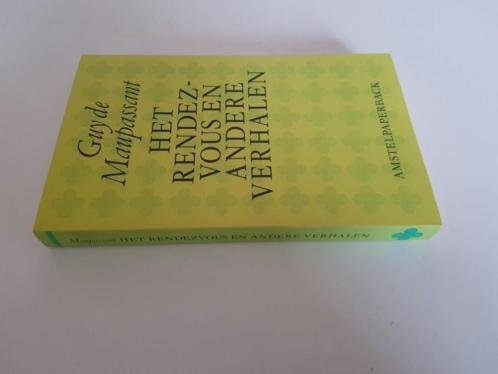 Guy de
Maupassant
HET
RENDEZ-
VOUS EN
ANDERE
VERHALEN
AMSTELPAPERBACK
Maupassant HET RENDEZVOUS EN ANDERE VERHALEN